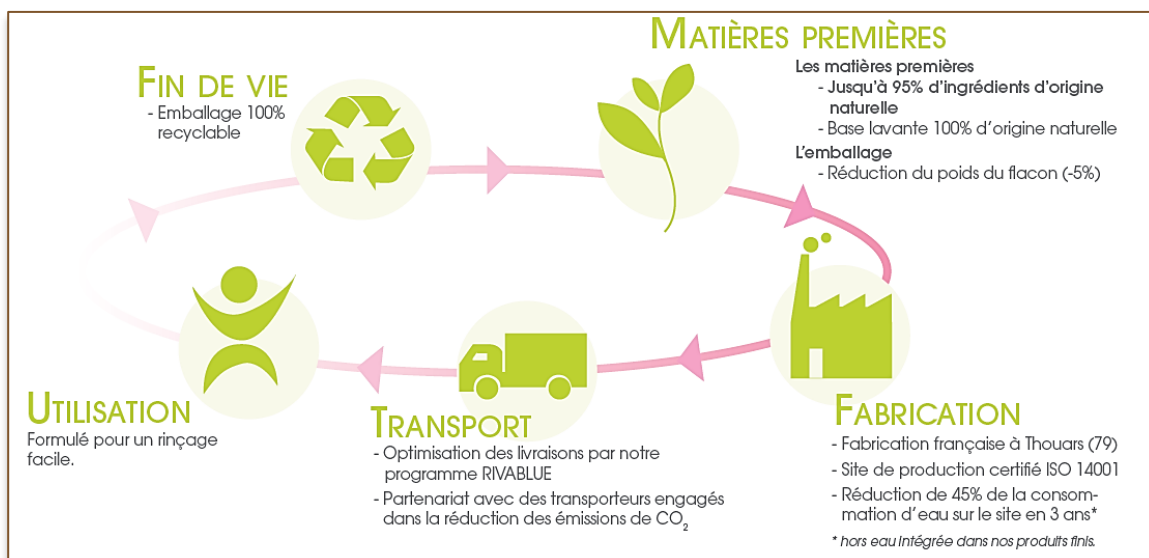 MATIÈRES PREMIÈRES
Les matières premières
- Jusqu'à 95% d'ingrédients d'origine
naturelle
- Base lavante 100% d'origine naturelle
L'emballage
- Réduction du poids du flacon (-5%)
FABRICATION
- Fabrication française à Thouars (79)
- Site de production certifié ISO 14001
- Réduction de 45% de la consom-
mation d'eau sur le site en 3 ans*
* hors eau intégrée dans nos produits finis.
TRANSPORT
- Optimisation des livraisons par notre
programme RIVABLUE
- Partenariat avec des transporteurs engagés
dans la réduction des émissions de CO₂
UTILISATION
Formulé pour un rinçage
facile.
FIN DE VIE
- Emballage 100%
recyclable